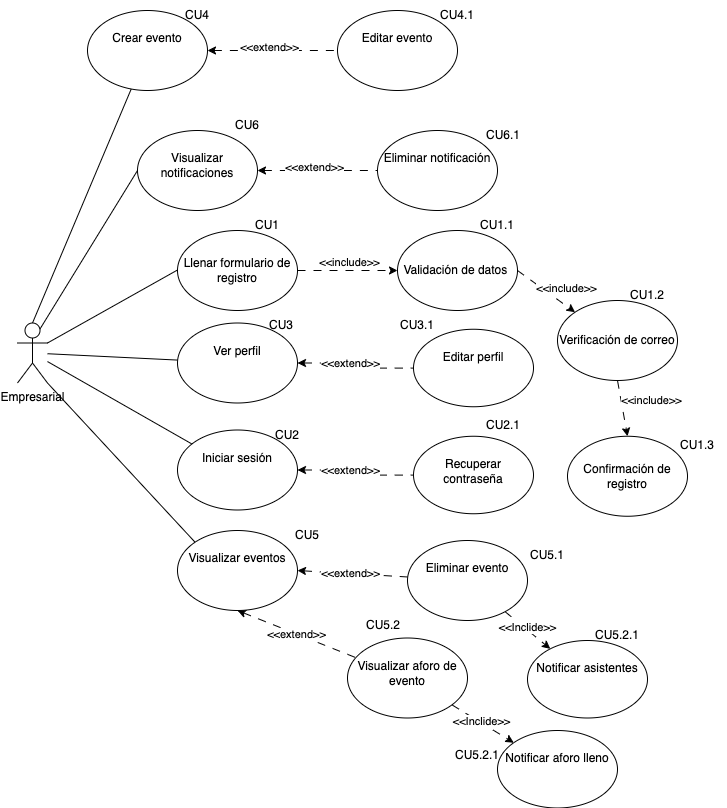 CU4
Crear evento
<<extend>>
CU4.1
Editar evento
CU6
Visualizar
notificaciones
<<extend>>
CU6.1
Eliminar notificación
CU1
Llenar formulario de
registro
<<include>>
CU1.1
Validación de datos
<<include>>
CU1.2
Verificación de correo
<<include>>
CU1.3
Confirmación de
registro
Empresarial
CU3
Ver perfil
<<extend>>
CU3.1
Editar perfil
CU2
Iniciar sesión
<<extend>>
CU2.1
Recuperar
contraseña
CU5
Visualizar eventos
<<extend>>
CU5.1
Eliminar evento
<<Inclide>>
CU5.2.1
Notificar asistentes
<<extend>>
CU5.2
Visualizar aforo de
evento
<<Inclide>>
CU5.2.1
Notificar aforo lleno